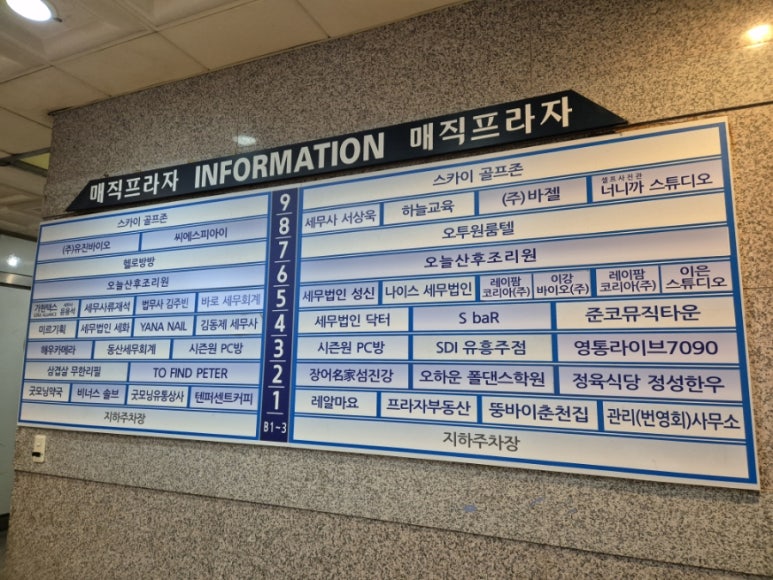 매직프라자 INFORMATION 매직프라자
스카이 골프존 9 스카이 골프존
(주)유진바이오 씨에스피아이 8 세무사 서상욱 하늘교육 (주)바젤 셀프사진관 너니까 스튜디오
헬로방방 7 오투원룸텔
오늘산후조리원 6 오늘산후조리원
가현택스 유용석 세무사류재석 법무사 김주빈 바로 세무회계 5 세무법인 성신 나이스 세무법인 레이팜코리아(주) 이강바이오(주) 레이팜코리아(주) 이은스튜디오
미르기획 세무법인 세화 YANA NAIL 김동제 세무사 4 세무법인 닥터 S baR 준코뮤직타운
해우카메라 동산세무회계 시즌원 PC방 3 시즌원 PC방 SDI 유흥주점 영통라이브7090
삼겹살 무한리필 TO FIND PETER 2 장어名家섬진강 오하운 폴댄스학원 정육식당 정성한우
굿모닝약국 비너스 솔브 굿모닝유통상사 텐퍼센트커피 1 레알마요 프라자부동산 뚱바이춘천집 관리(번영회)사무소
지하주차장 B1~3 지하주차장